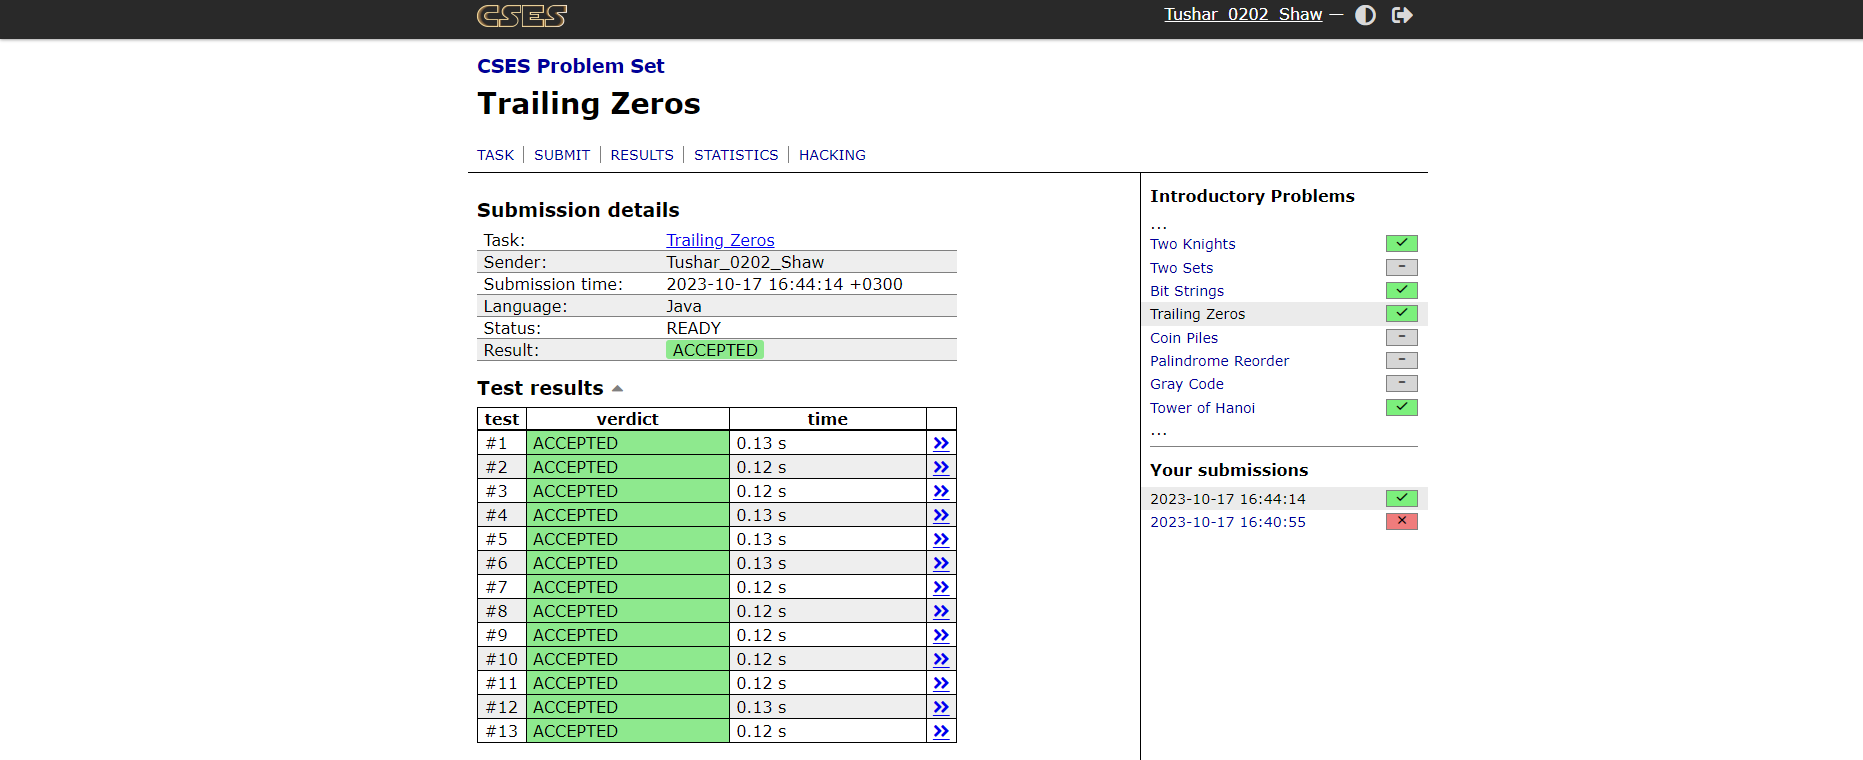 CSES
Tushar_0202_Shaw —
CSES Problem Set
Trailing Zeros
TASK | SUBMIT | RESULTS | STATISTICS | HACKING
Submission details
Task: Trailing Zeros
Sender: Tushar_0202_Shaw
Submission time: 2023-10-17 16:44:14 +0300
Language: Java
Status: READY
Result: ACCEPTED
Test results
test verdict time
#1 ACCEPTED 0.13 s »
#2 ACCEPTED 0.12 s »
#3 ACCEPTED 0.12 s »
#4 ACCEPTED 0.13 s »
#5 ACCEPTED 0.13 s »
#6 ACCEPTED 0.13 s »
#7 ACCEPTED 0.12 s »
#8 ACCEPTED 0.12 s »
#9 ACCEPTED 0.12 s »
#10 ACCEPTED 0.12 s »
#11 ACCEPTED 0.12 s »
#12 ACCEPTED 0.13 s »
#13 ACCEPTED 0.12 s »
Introductory Problems
...
Two Knights ✓
Two Sets –
Bit Strings ✓
Trailing Zeros ✓
Coin Piles –
Palindrome Reorder –
Gray Code –
Tower of Hanoi ✓
...
Your submissions
2023-10-17 16:44:14 ✓
2023-10-17 16:40:55 ✕